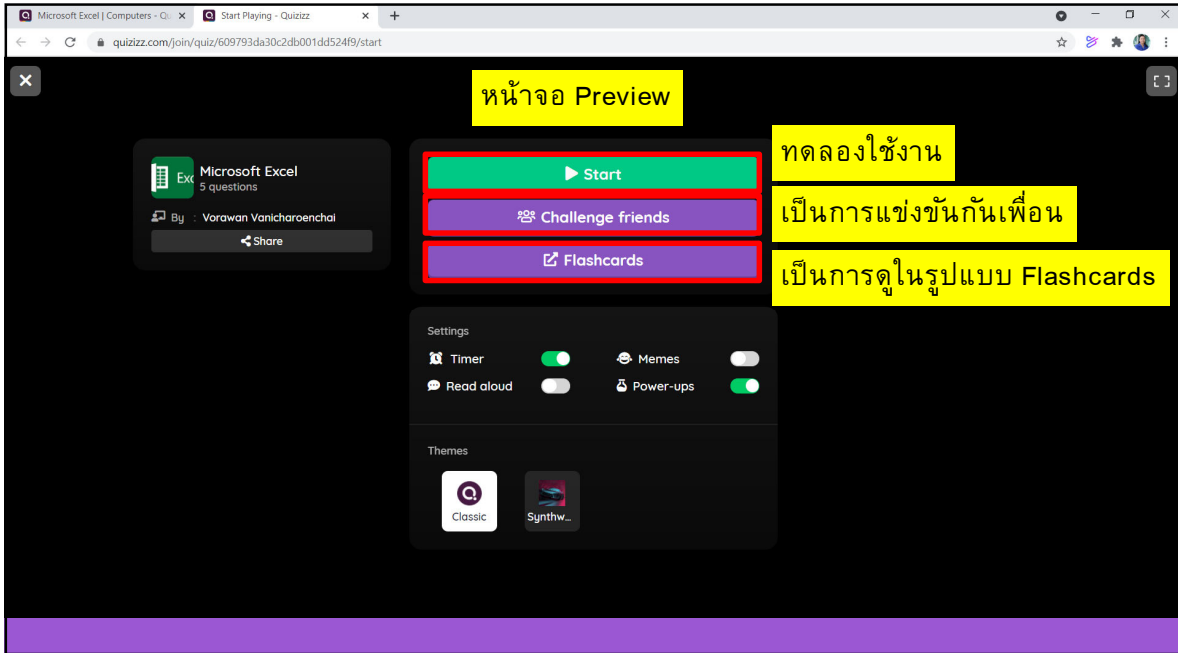 Microsoft Excel | Computers - Qu
Start Playing - Quizizz
quizizz.com/join/quiz/609793da30c2db001dd524f9/start
หน้าจอ Preview
Exc
Microsoft Excel
5 questions
By : Vorawan Vanicharoenchai
Share
Start
ทดลองใช้งาน
Challenge friends
เป็นการแข่งขันกันเพื่อน
Flashcards
เป็นการดูในรูปแบบ Flashcards
Settings
Timer
Memes
Read aloud
Power-ups
Themes
Classic
Synthw...